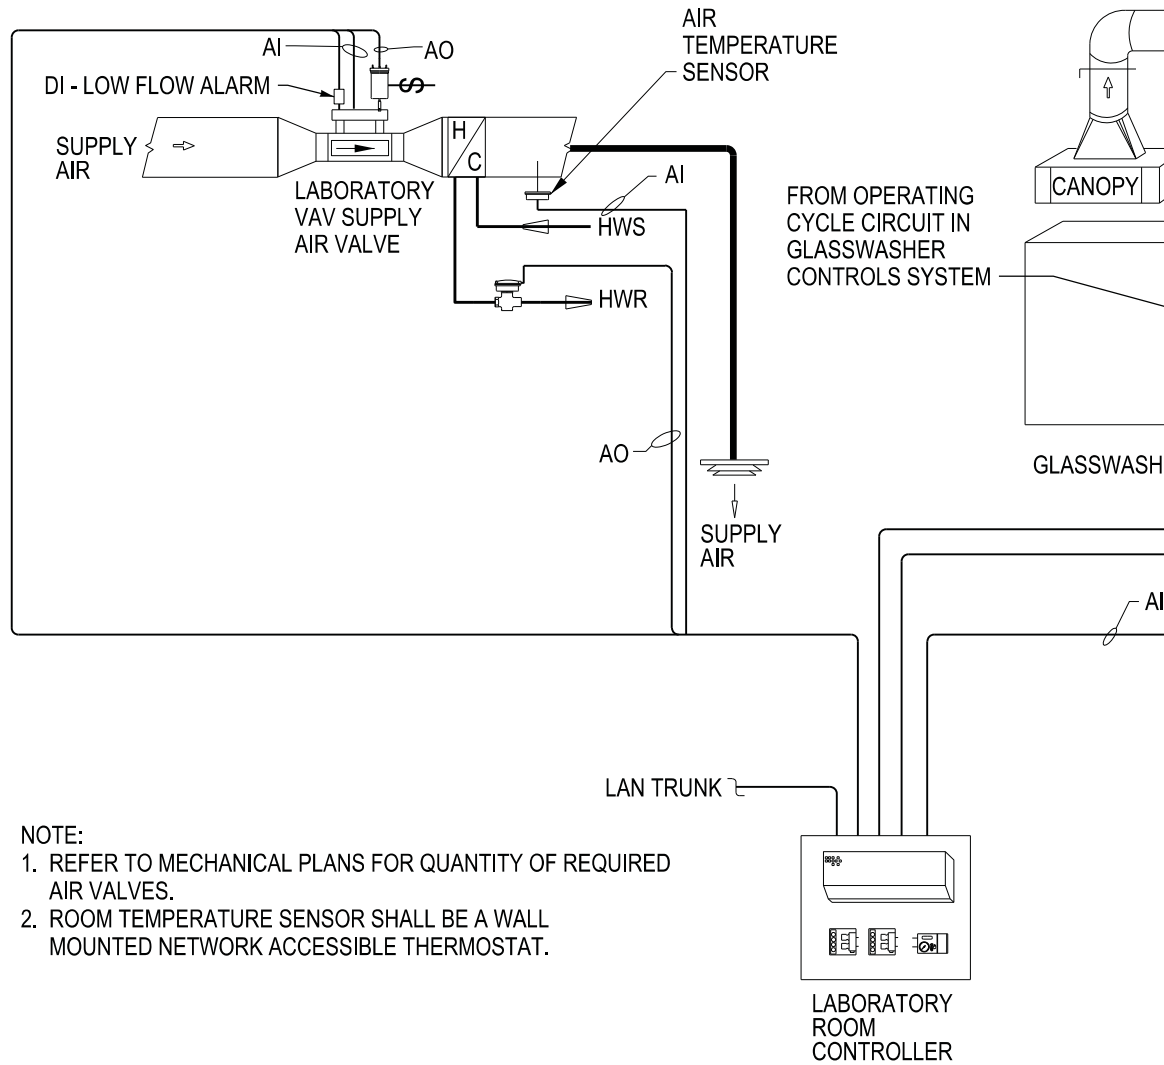 AIR
TEMPERATURE
SENSOR
AI
AO
DI - LOW FLOW ALARM
S
SUPPLY
AIR
H
C
LABORATORY
VAV SUPPLY
AIR VALVE
AI
HWS
HWR
FROM OPERATING
CYCLE CIRCUIT IN
GLASSWASHER
CONTROLS SYSTEM
CANOPY
AO
GLASSWASH
SUPPLY
AIR
AI
LAN TRUNK
NOTE:
1. REFER TO MECHANICAL PLANS FOR QUANTITY OF REQUIRED
AIR VALVES.
2. ROOM TEMPERATURE SENSOR SHALL BE A WALL
MOUNTED NETWORK ACCESSIBLE THERMOSTAT.
LABORATORY
ROOM
CONTROLLER